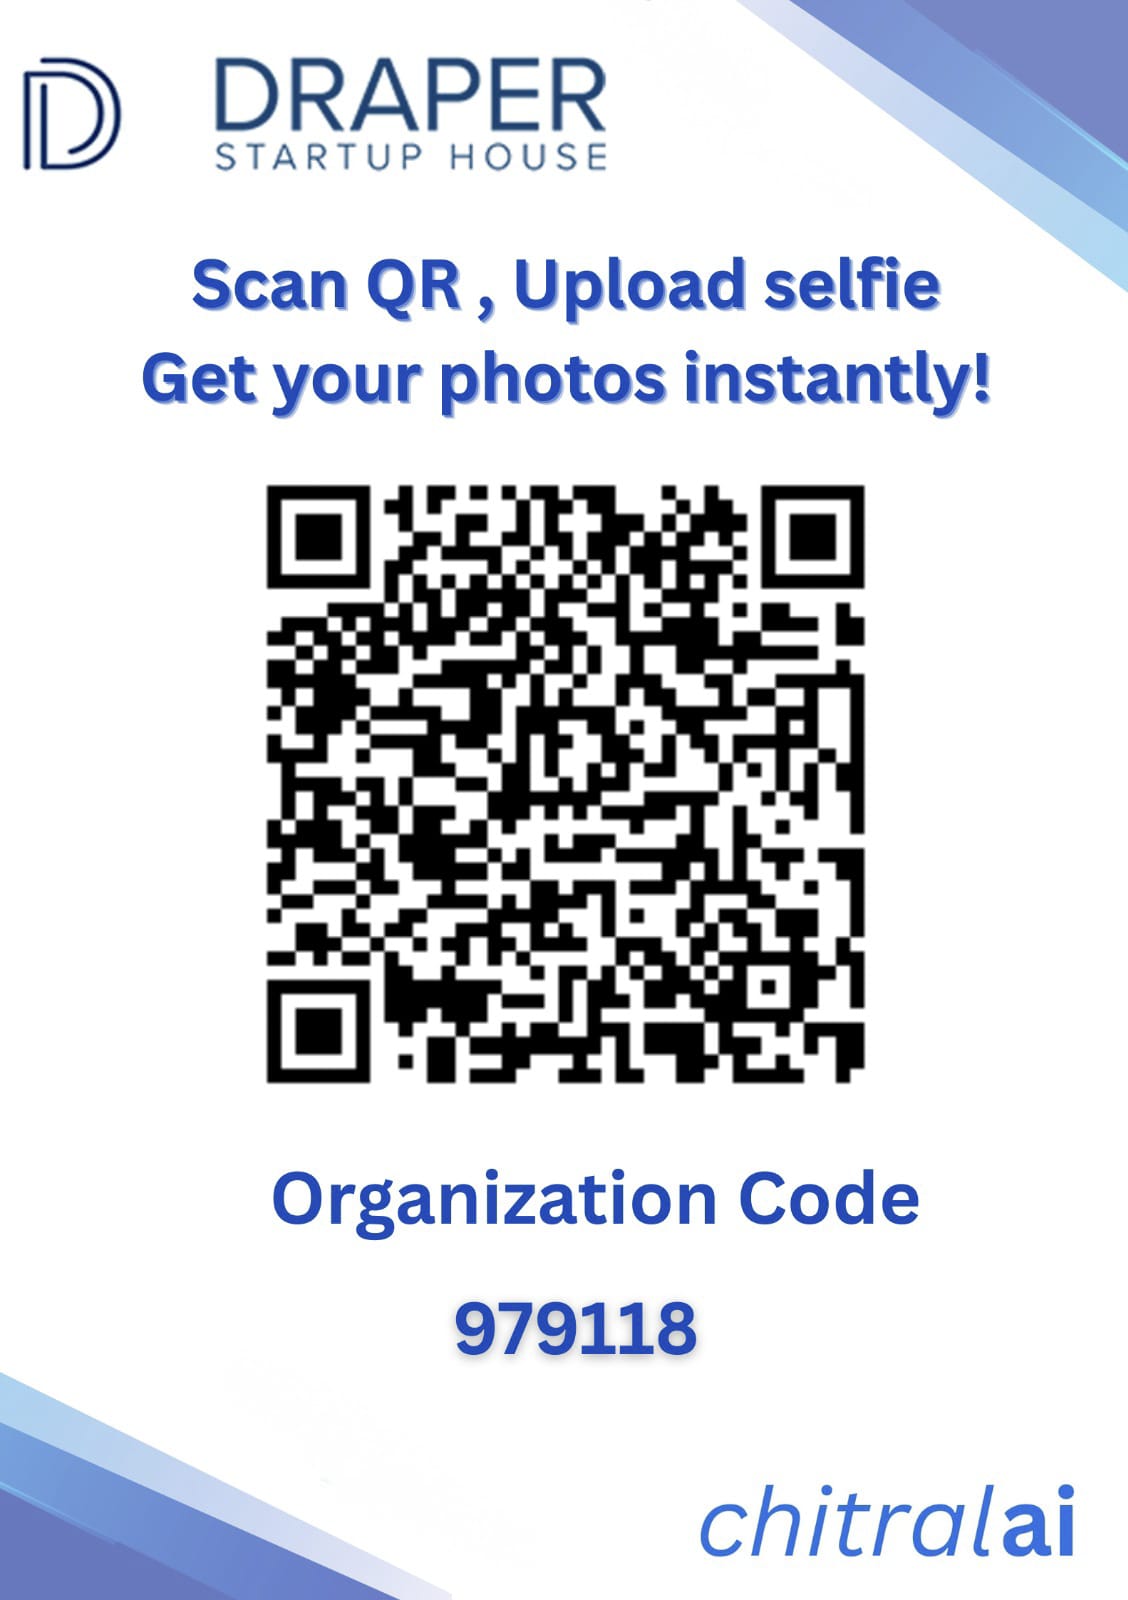 DRAPER
STARTUP HOUSE
Scan QR , Upload selfie
Get your photos instantly!
Organization Code
979118
chitralai